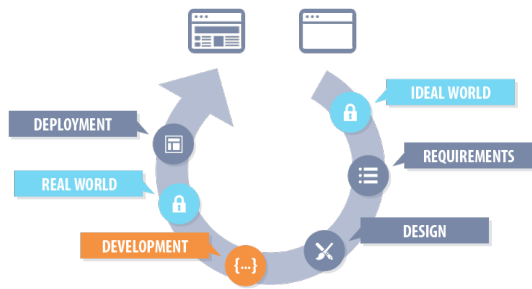 IDEAL WORLD
REQUIREMENTS
DESIGN
{...}
DEVELOPMENT
REAL WORLD
DEPLOYMENT